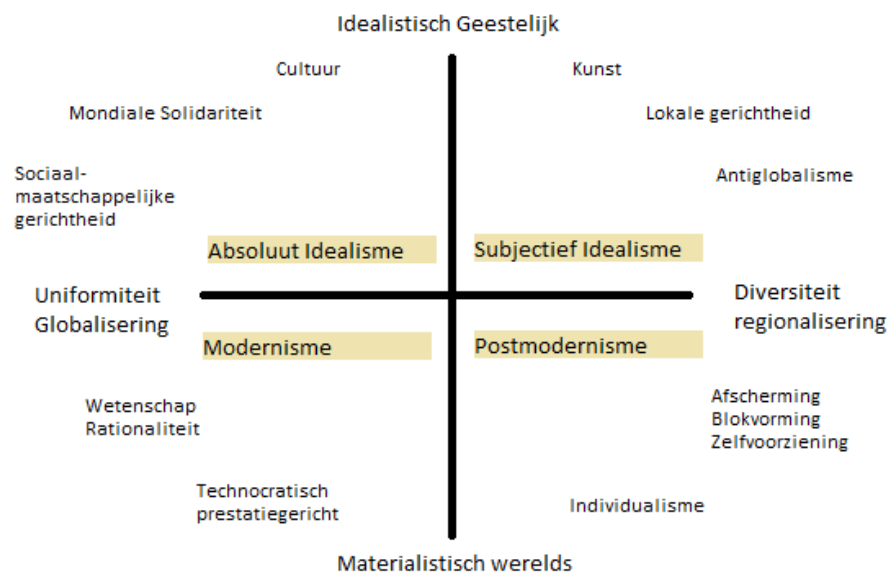 Idealistisch Geestelijk
Cultuur
Kunst
Mondiale Solidariteit
Lokale gerichtheid
Sociaal-
maatschappelijke
gerichtheid
Antiglobalisme
Absoluut Idealisme
Subjectief Idealisme
Uniformiteit
Globalisering
Diversiteit
regionalisering
Modernisme
Postmodernisme
Wetenschap
Rationaliteit
Afscherming
Blokvorming
Zelfvoorziening
Technocratisch
prestatiegericht
Individualisme
Materialistisch werelds